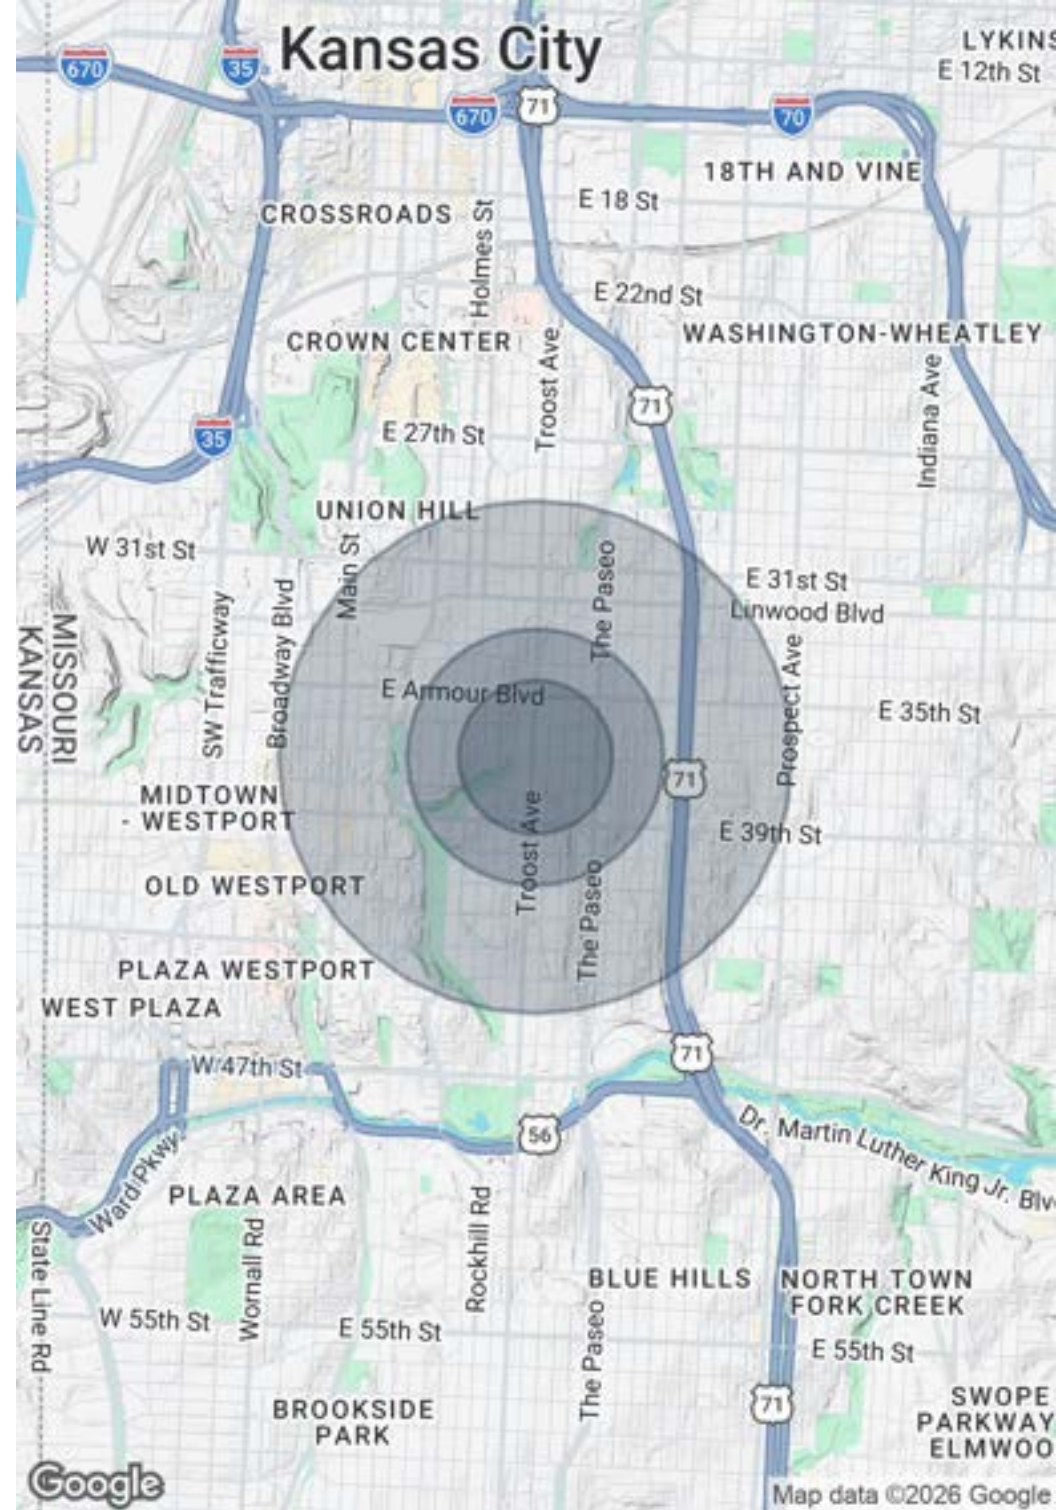 Kansas City
LYKINS
E 12th St
670
35
670
71
70
18TH AND VINE
E 18 St
CROSSROADS
Holmes St
E 22nd St
CROWN CENTER
WASHINGTON-WHEATLEY
Troost Ave
Indiana Ave
71
35
E 27th St
UNION HILL
W 31st St
Main St
The Paseo
E 31st St
Linwood Blvd
MISSOURI
KANSAS
SW Trafficway
Broadway Blvd
E Armour Blvd
Prospect Ave
E 35th St
71
MIDTOWN
- WESTPORT
Troost Ave
E 39th St
OLD WESTPORT
The Paseo
PLAZA WESTPORT
WEST PLAZA
W 47th St
71
56
Dr. Martin Luther King Jr. Blv
Ward Pkwy
PLAZA AREA
State Line Rd
Wornall Rd
Rockhill Rd
BLUE HILLS
NORTH TOWN
FORK CREEK
W 55th St
E 55th St
The Paseo
E 55th St
71
BROOKSIDE
PARK
SWOPE
PARKWAY
ELMWOO
Google
Map data ©2026 Google